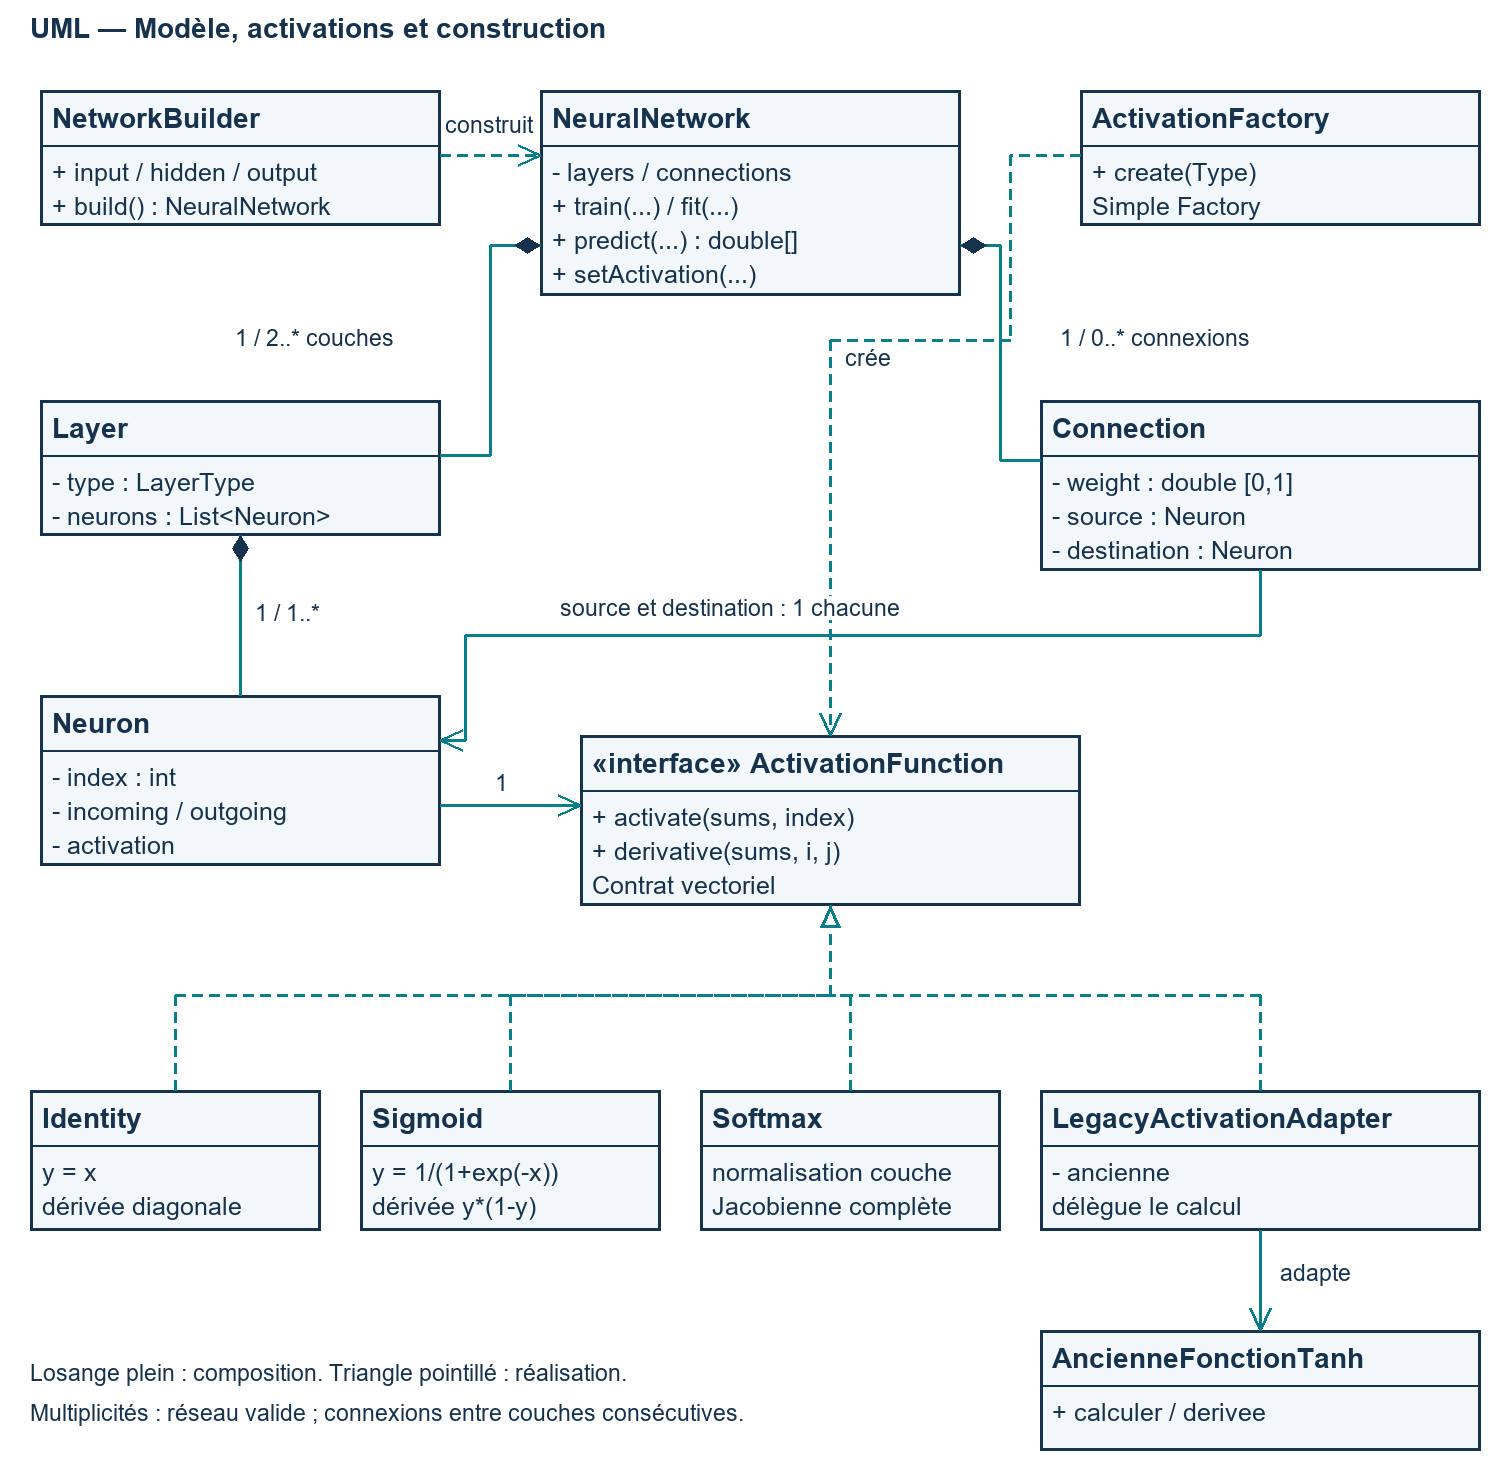 UML — Modèle, activations et construction
NetworkBuilder
+ input / hidden / output
+ build() : NeuralNetwork
construit
NeuralNetwork
- layers / connections
+ train(...) / fit(...)
+ predict(...) : double[]
+ setActivation(...)
ActivationFactory
+ create(Type)
Simple Factory
1 / 2..* couches
crée
1 / 0..* connexions
Layer
- type : LayerType
- neurons : List<Neuron>
Connection
- weight : double [0,1]
- source : Neuron
- destination : Neuron
1 / 1..*
source et destination : 1 chacune
Neuron
- index : int
- incoming / outgoing
- activation
1
«interface» ActivationFunction
+ activate(sums, index)
+ derivative(sums, i, j)
Contrat vectoriel
Identity
y = x
dérivée diagonale
Sigmoid
y = 1/(1+exp(-x))
dérivée y*(1-y)
Softmax
normalisation couche
Jacobienne complète
LegacyActivationAdapter
- ancienne
délègue le calcul
adapte
AncienneFonctionTanh
+ calculer / derivee
Losange plein : composition. Triangle pointillé : réalisation.
Multiplicités : réseau valide ; connexions entre couches consécutives.